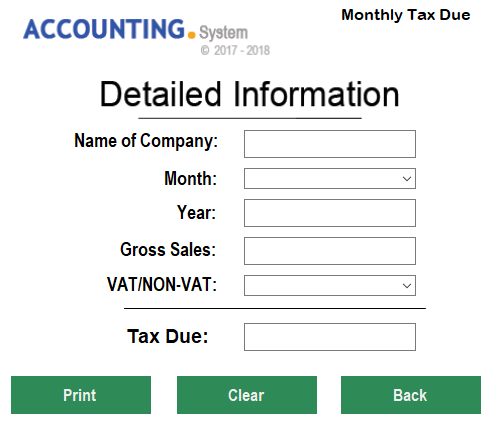 Monthly Tax Due
ACCOUNTING. System
© 2017 - 2018
Detailed Information
Name of Company:
Month:
Year:
Gross Sales:
VAT/NON-VAT:
Tax Due:
Print Clear Back